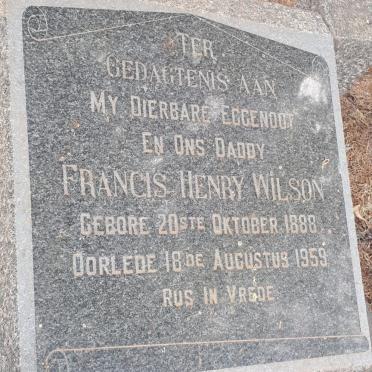 TER
GEDAGTENIS AAN
MY DIERBARE EGGENOOT
EN ONS DADDY
FRANCIS HENRY WILSON
GEBORE 20STE OKTOBER 1888
OORLEDE 18DE AUGUSTUS 1959
RUS IN VREDE